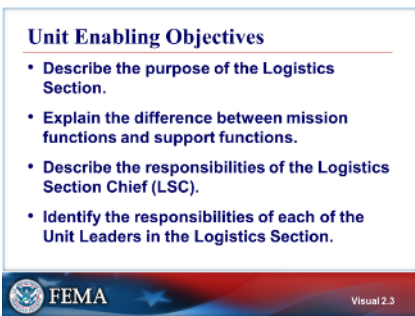 Unit Enabling Objectives
• Describe the purpose of the Logistics
Section.
• Explain the difference between mission
functions and support functions.
• Describe the responsibilities of the Logistics
Section Chief (LSC).
• Identify the responsibilities of each of the
Unit Leaders in the Logistics Section.
FEMA
Visual 2.3